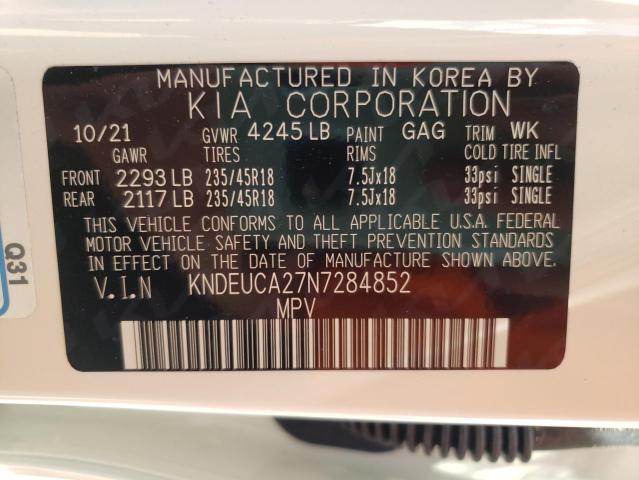 MANUFACTURED IN KOREA BY
KIA CORPORATION
10/21 GVWR 4245 LB PAINT GAG TRIM WK
GAWR TIRES RIMS COLD TIRE INFL
FRONT 2293 LB 235/45R18 7.5Jx18 33psi SINGLE
REAR 2117 LB 235/45R18 7.5Jx18 33psi SINGLE
THIS VEHICLE CONFORMS TO ALL APPLICABLE U.S.A. FEDERAL
MOTOR VEHICLE SAFETY AND THEFT PREVENTION STANDARDS
IN EFFECT ON THE DATE OF MANUFACTURE SHOWN ABOVE.
V.I.N KNDEUCA27N7284852
MPV
Q31